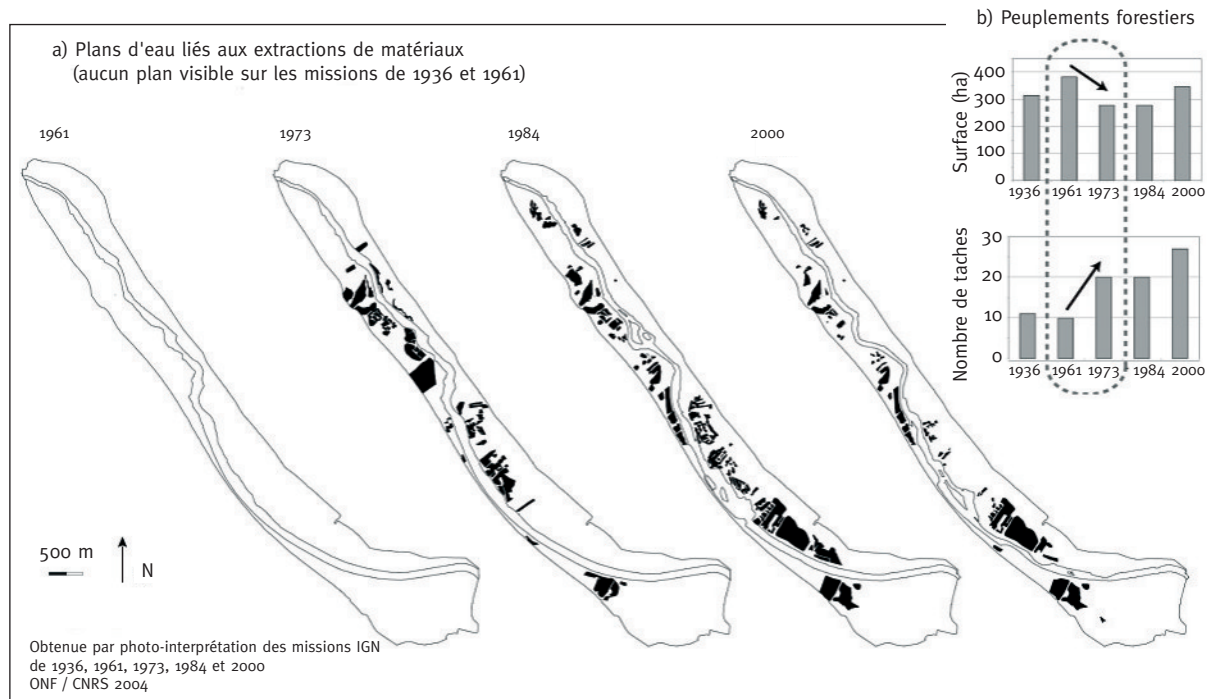 a) Plans d'eau liés aux extractions de matériaux
(aucun plan visible sur les missions de 1936 et 1961)
1961
1973
1984
2000
500 m
N
Obtenue par photo-interprétation des missions IGN
de 1936, 1961, 1973, 1984 et 2000
ONF / CNRS 2004
b) Peuplements forestiers
Surface (ha)
400
300
200
100
0
1936 1961 1973 1984 2000
Nombre de taches
30
20
10
0
1936 1961 1973 1984 2000